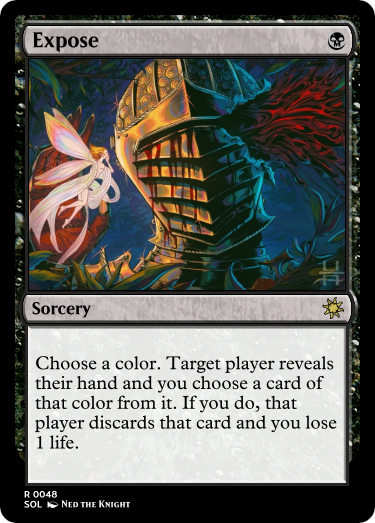 Expose
Sorcery
Choose a color. Target player reveals
their hand and you choose a card of
that color from it. If you do, that
player discards that card and you lose
1 life.
R 0048
SOL Ned the Knight